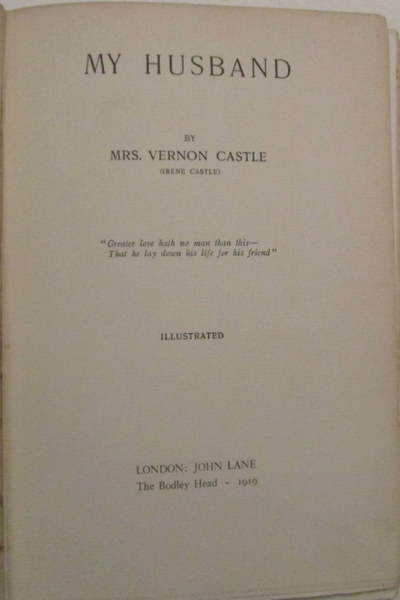 MY HUSBAND
BY
MRS. VERNON CASTLE
(IRENE CASTLE)
"Greater love hath no man than this—
That he lay down his life for his friend"
ILLUSTRATED
LONDON: JOHN LANE
The Bodley Head - 1919